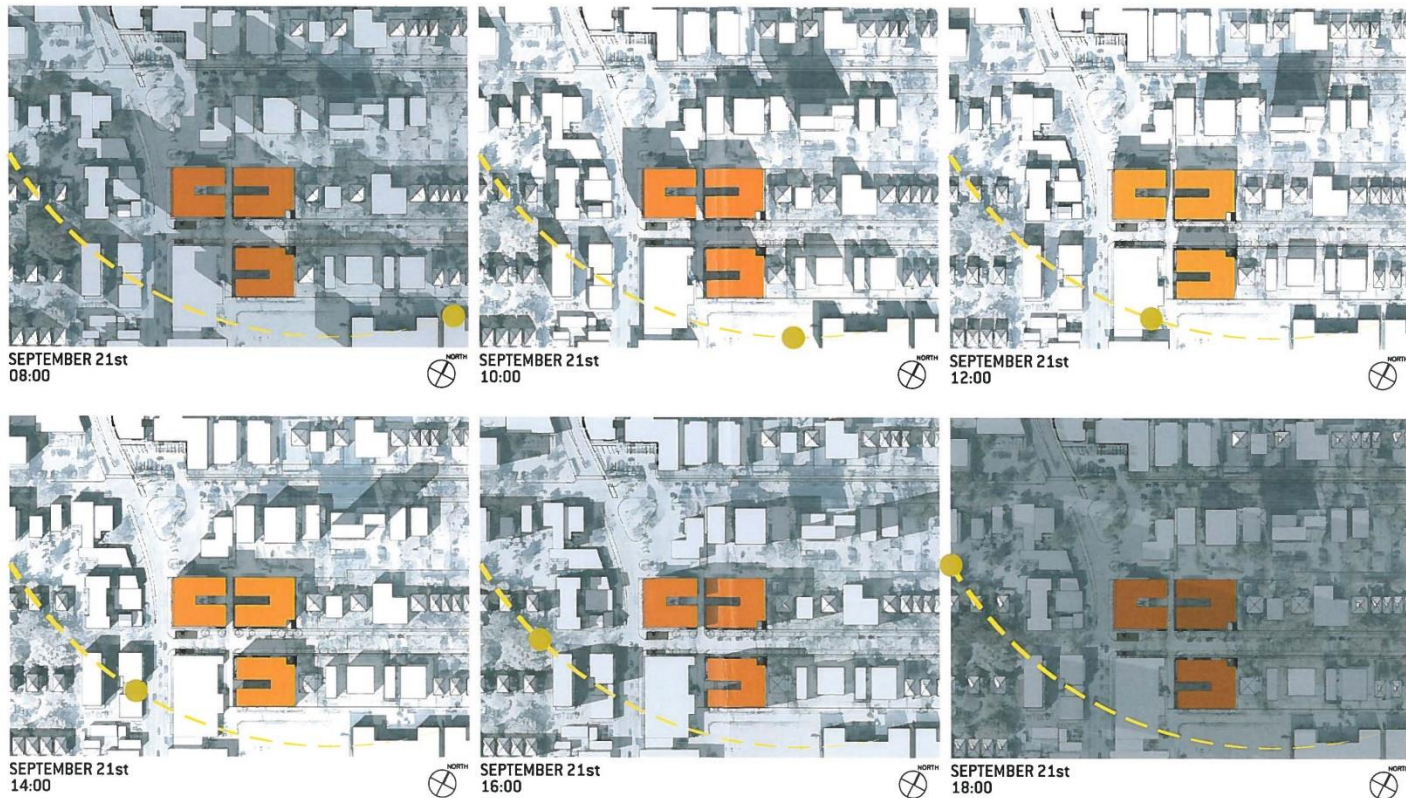 SEPTEMBER 21st
08:00
NORTH
SEPTEMBER 21st
10:00
NORTH
SEPTEMBER 21st
12:00
NORTH
SEPTEMBER 21st
14:00
NORTH
SEPTEMBER 21st
16:00
NORTH
SEPTEMBER 21st
18:00
NORTH